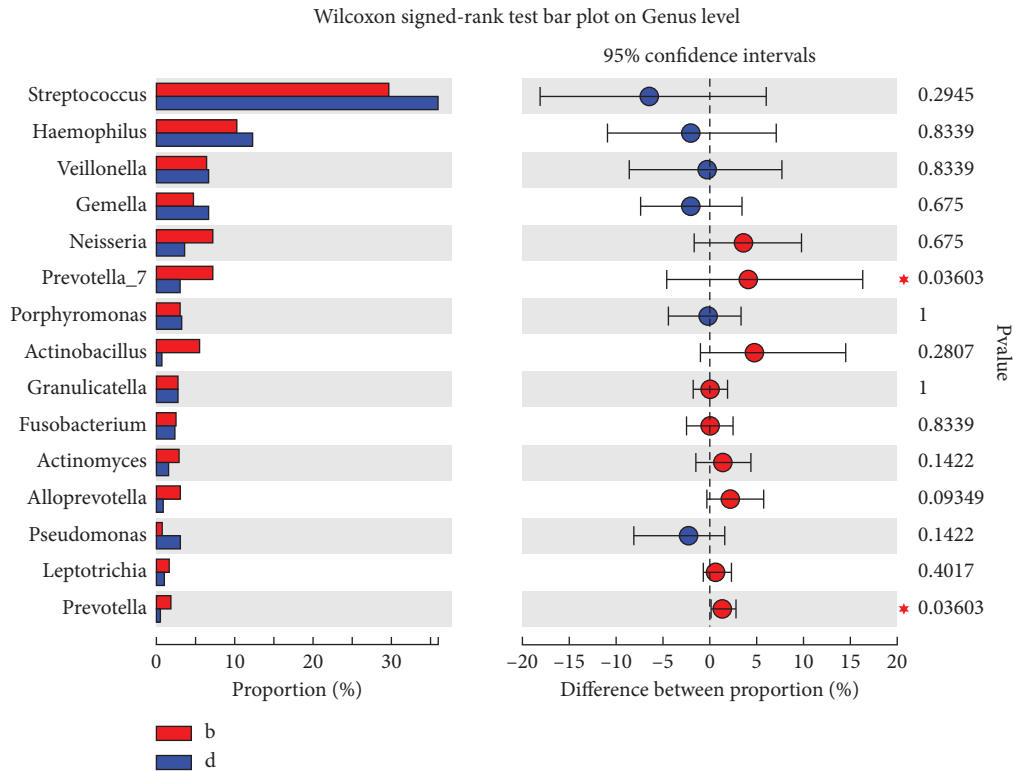 Wilcoxon signed-rank test bar plot on Genus level
95% confidence intervals
Streptococcus 0.2945
Haemophilus 0.8339
Veillonella 0.8339
Gemella 0.675
Neisseria 0.675
Prevotella_7 0.03603
Porphyromonas 1
Actinobacillus 0.2807
Granulicatella 1
Fusobacterium 0.8339
Actinomyces 0.1422
Alloprevotella 0.09349
Pseudomonas 0.1422
Leptotrichia 0.4017
Prevotella 0.03603
Pvalue
0 10 20 30 −20 −15 −10 −5 0 5 10 15 20
Proportion (%) Difference between proportion (%)
b
d